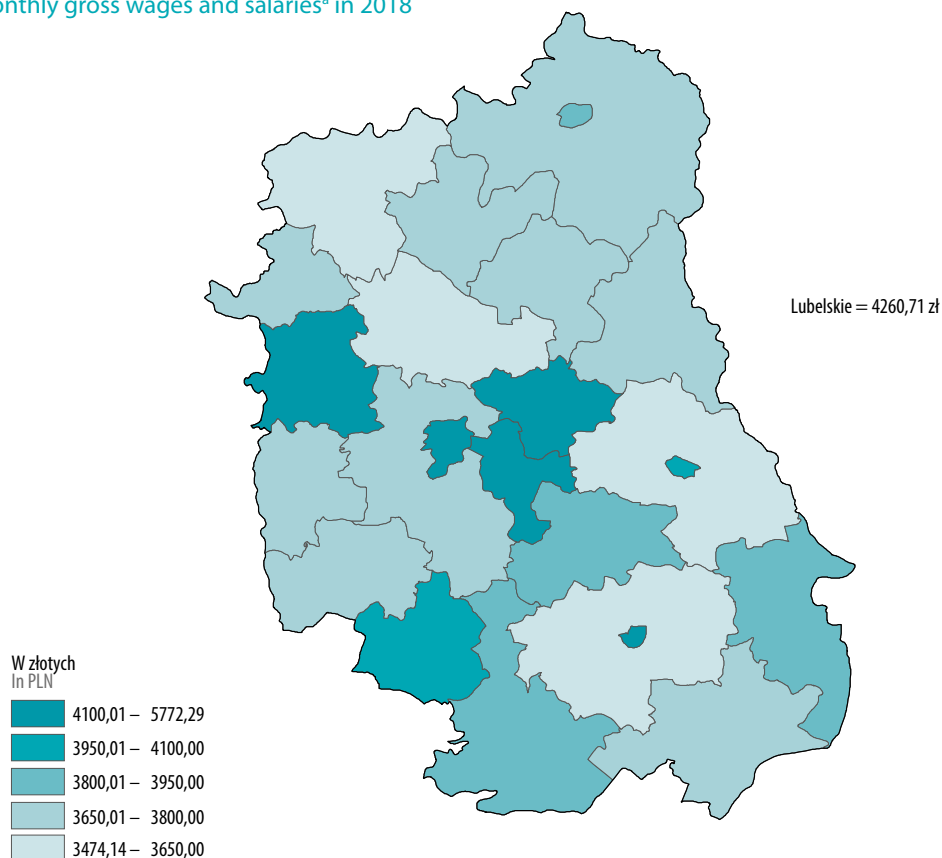 onthly gross wages and salariesª in 2018
Lubelskie = 4260,71 zł
W złotych
In PLN
4100,01 – 5772,29
3950,01 – 4100,00
3800,01 – 3950,00
3650,01 – 3800,00
3474,14 – 3650,00